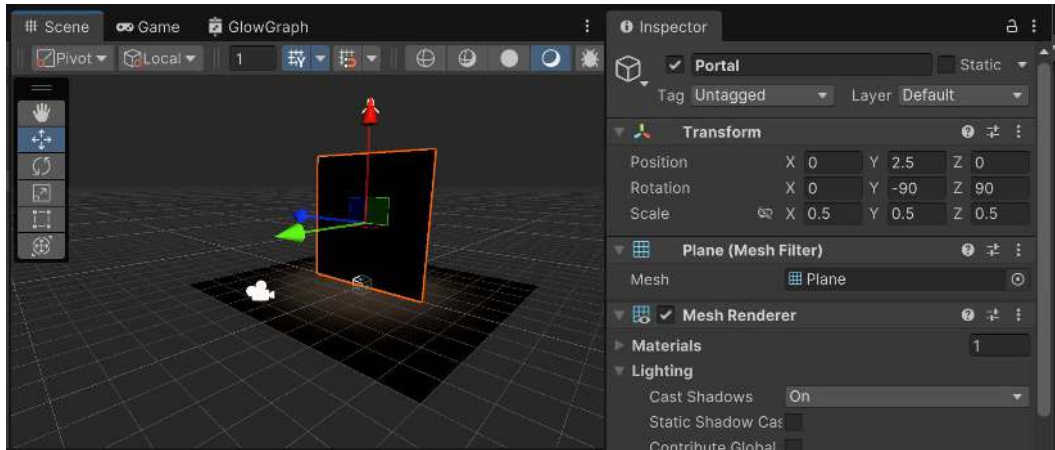 Scene Game GlowGraph
Pivot Local 1
Inspector
Portal Static
Tag Untagged Layer Default
Transform
Position X 0 Y 2.5 Z 0
Rotation X 0 Y -90 Z 90
Scale X 0.5 Y 0.5 Z 0.5
Plane (Mesh Filter)
Mesh Plane
Mesh Renderer
Materials 1
Lighting
Cast Shadows On
Static Shadow Cas
Contribute Global